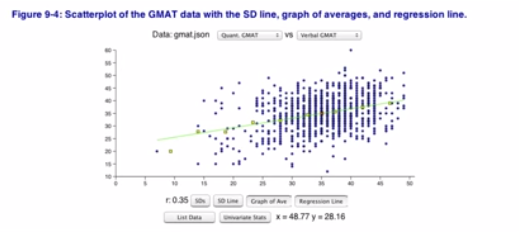 Figure 9-4: Scatterplot of the GMAT data with the SD line, graph of averages, and regression line.
Data: gmat.json Quant. GMAT vs Verbal GMAT
60
55
50
45
40
35
30
25
20
15
10
0 5 10 15 20 25 30 35 40 45 50
r: 0.35 SDs SD Line Graph of Ave Regression Line
List Data Univariate Stats x = 48.77 y = 28.16